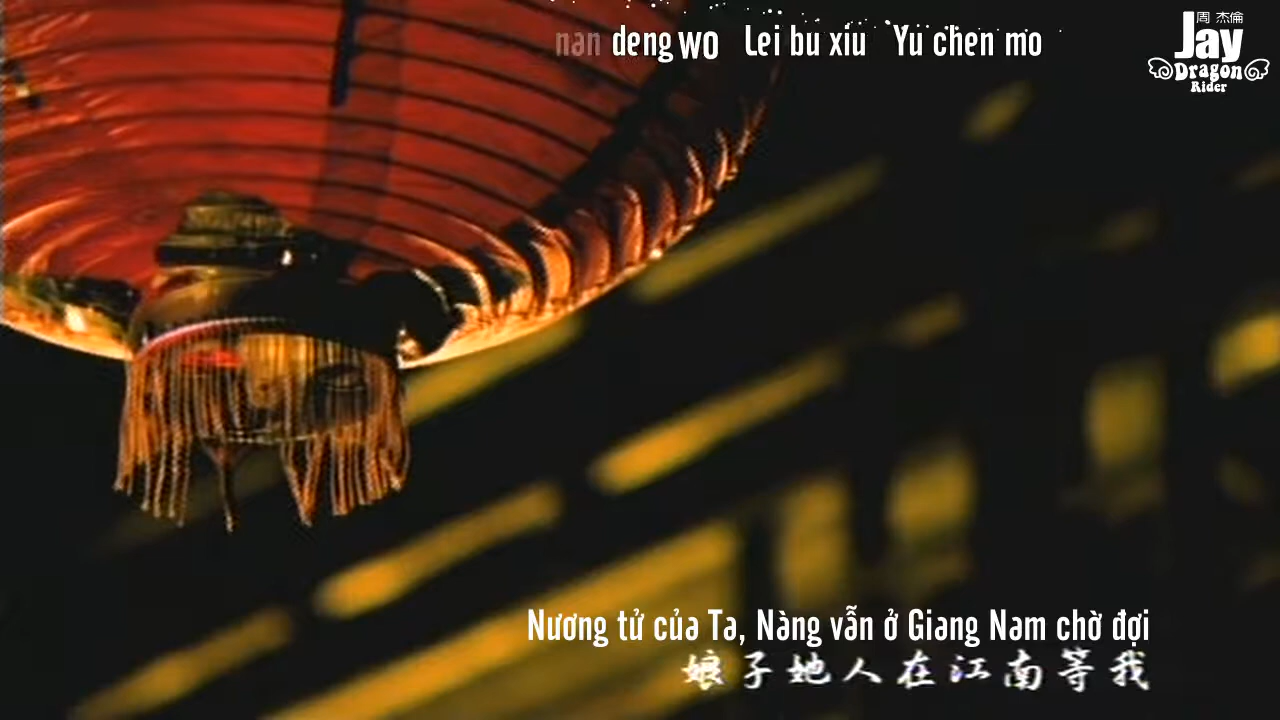 nan deng wo Lei bu xiu Yu chen mo
周 杰倫
Jay
Dragon
Rider
Nương tử của Ta, Nàng vẫn ở Giang Nam chờ đợi
娘子她人在江南等我